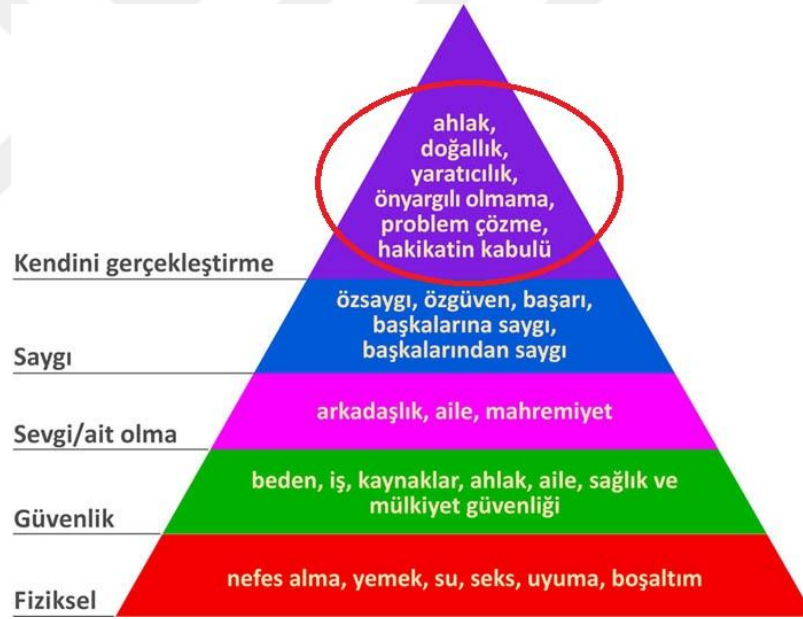 ahlak,
doğallık,
yaratıcılık,
önyargılı olmama,
problem çözme,
hakikatin kabulü
Kendini gerçekleştirme
özsaygı, özgüven, başarı,
başkalarına saygı,
başkalarından saygı
Saygı
arkadaşlık, aile, mahremiyet
Sevgi/ait olma
beden, iş, kaynaklar, ahlak, aile, sağlık ve
mülkiyet güvenliği
Güvenlik
nefes alma, yemek, su, seks, uyuma, boşaltım
Fiziksel